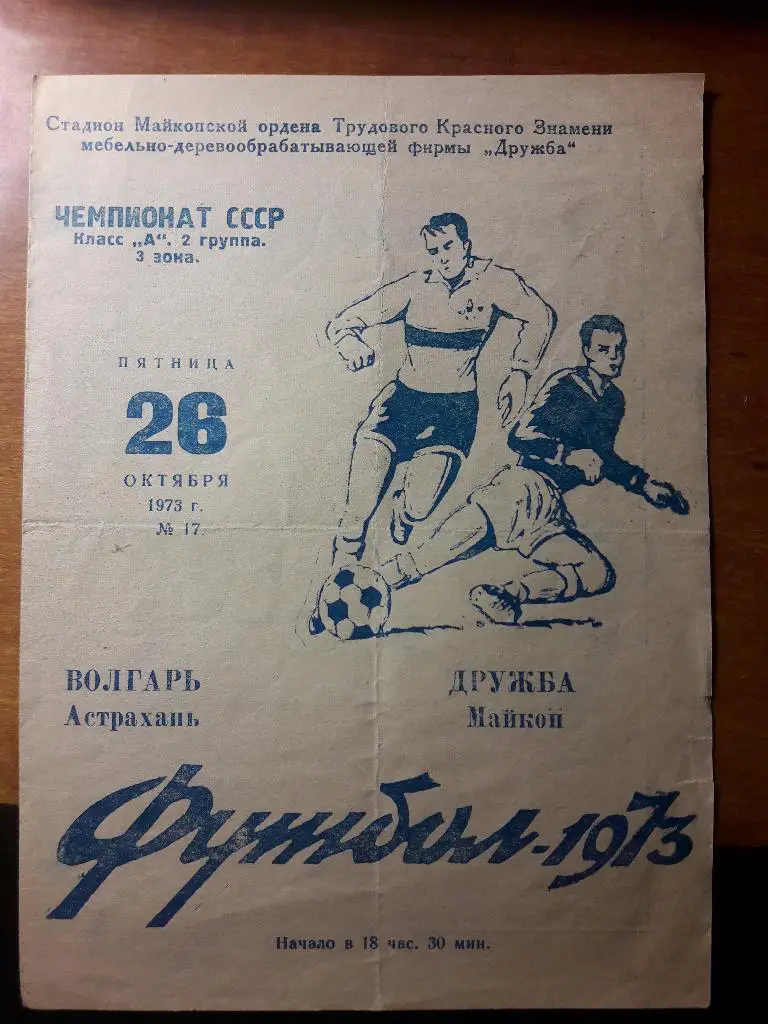 Стадион Майкопской ордена Трудового Красного Знамени
мебельно-деревообрабатывающей фирмы „Дружба“
ЧЕМПИОНАТ СССР
Класс „А“. 2 группа.
3 зона.
ПЯТНИЦА
26
ОКТЯБРЯ
1973 г.
№ 17.
ВОЛГАРЬ
Астрахань
ДРУЖБА
Майкоп
Футбол-1973
Начало в 18 час. 30 мин.